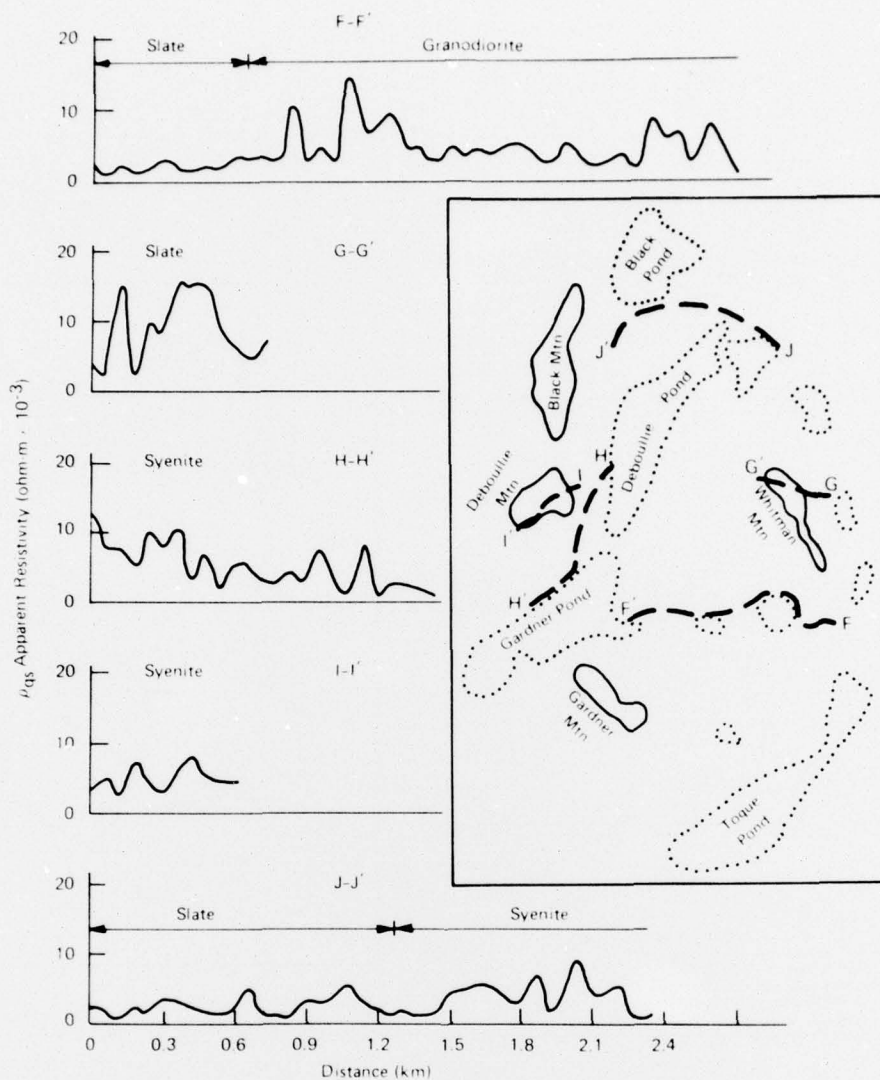 F-F'
Slate
Granodiorite
20
10
0
Slate
G-G'
20
10
0
Syenite
H-H'
20
10
0
Syenite
I-I'
20
10
0
J-J'
Slate
Syenite
20
10
0
0
0.6
0.9
1.2
1.5
1.8
2.1
2.4
Distance (km)
ρas Apparent Resistivity (ohm-m · 10⁻³)
Black
Pond
J'
J
Black Mtn
Deboullie
Pond
Deboullie
Mtn
I
I'
H
H'
G'
G
Whitman
Mtn
Gardner Pond
F'
F
Gardner
Mtn
Toque
Pond